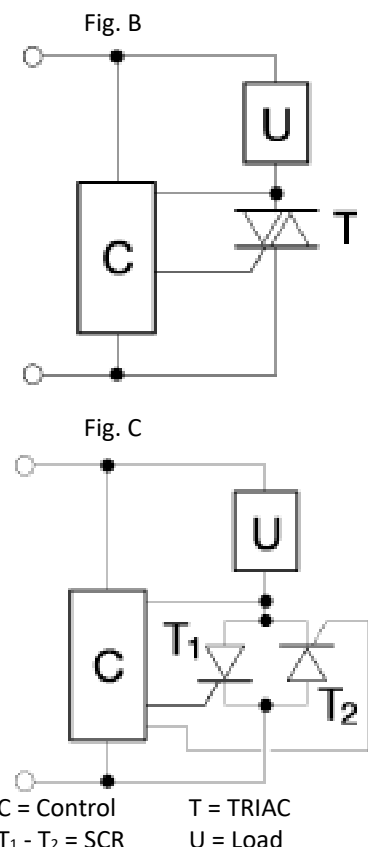 Fig. B
U
T
C
Fig. C
U
T₁
C
T₂
C = Control T = TRIAC
T₁ - T₂ = SCR U = Load